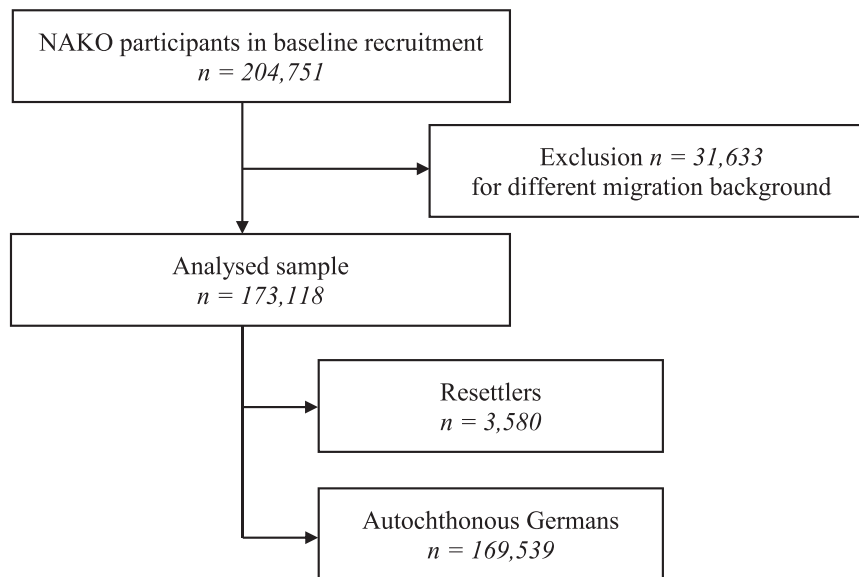 NAKO participants in baseline recruitment
n = 204,751
Exclusion n = 31,633
for different migration background
Analysed sample
n = 173,118
Resettlers
n = 3,580
Autochthonous Germans
n = 169,539